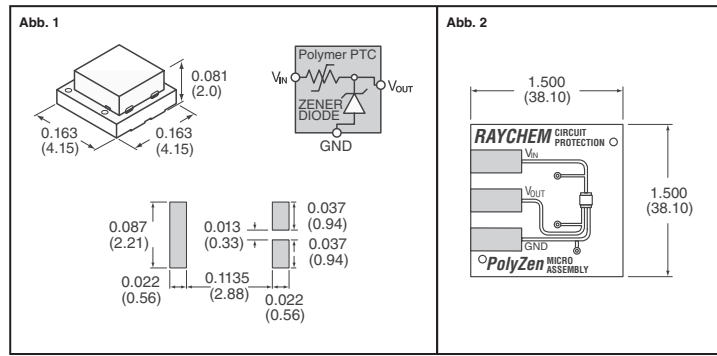 Abb. 1
0.081
(2.0)
0.163
(4.15)
0.163
(4.15)
Polymer PTC
VIN
VOUT
ZENER
DIODE
GND
0.087
(2.21)
0.013
(0.33)
0.037
(0.94)
0.037
(0.94)
0.022
(0.56)
0.1135
(2.88)
0.022
(0.56)
Abb. 2
1.500
(38.10)
RAYCHEM CIRCUIT PROTECTION
VIN
VOUT
GND
PolyZen MICRO ASSEMBLY
1.500
(38.10)